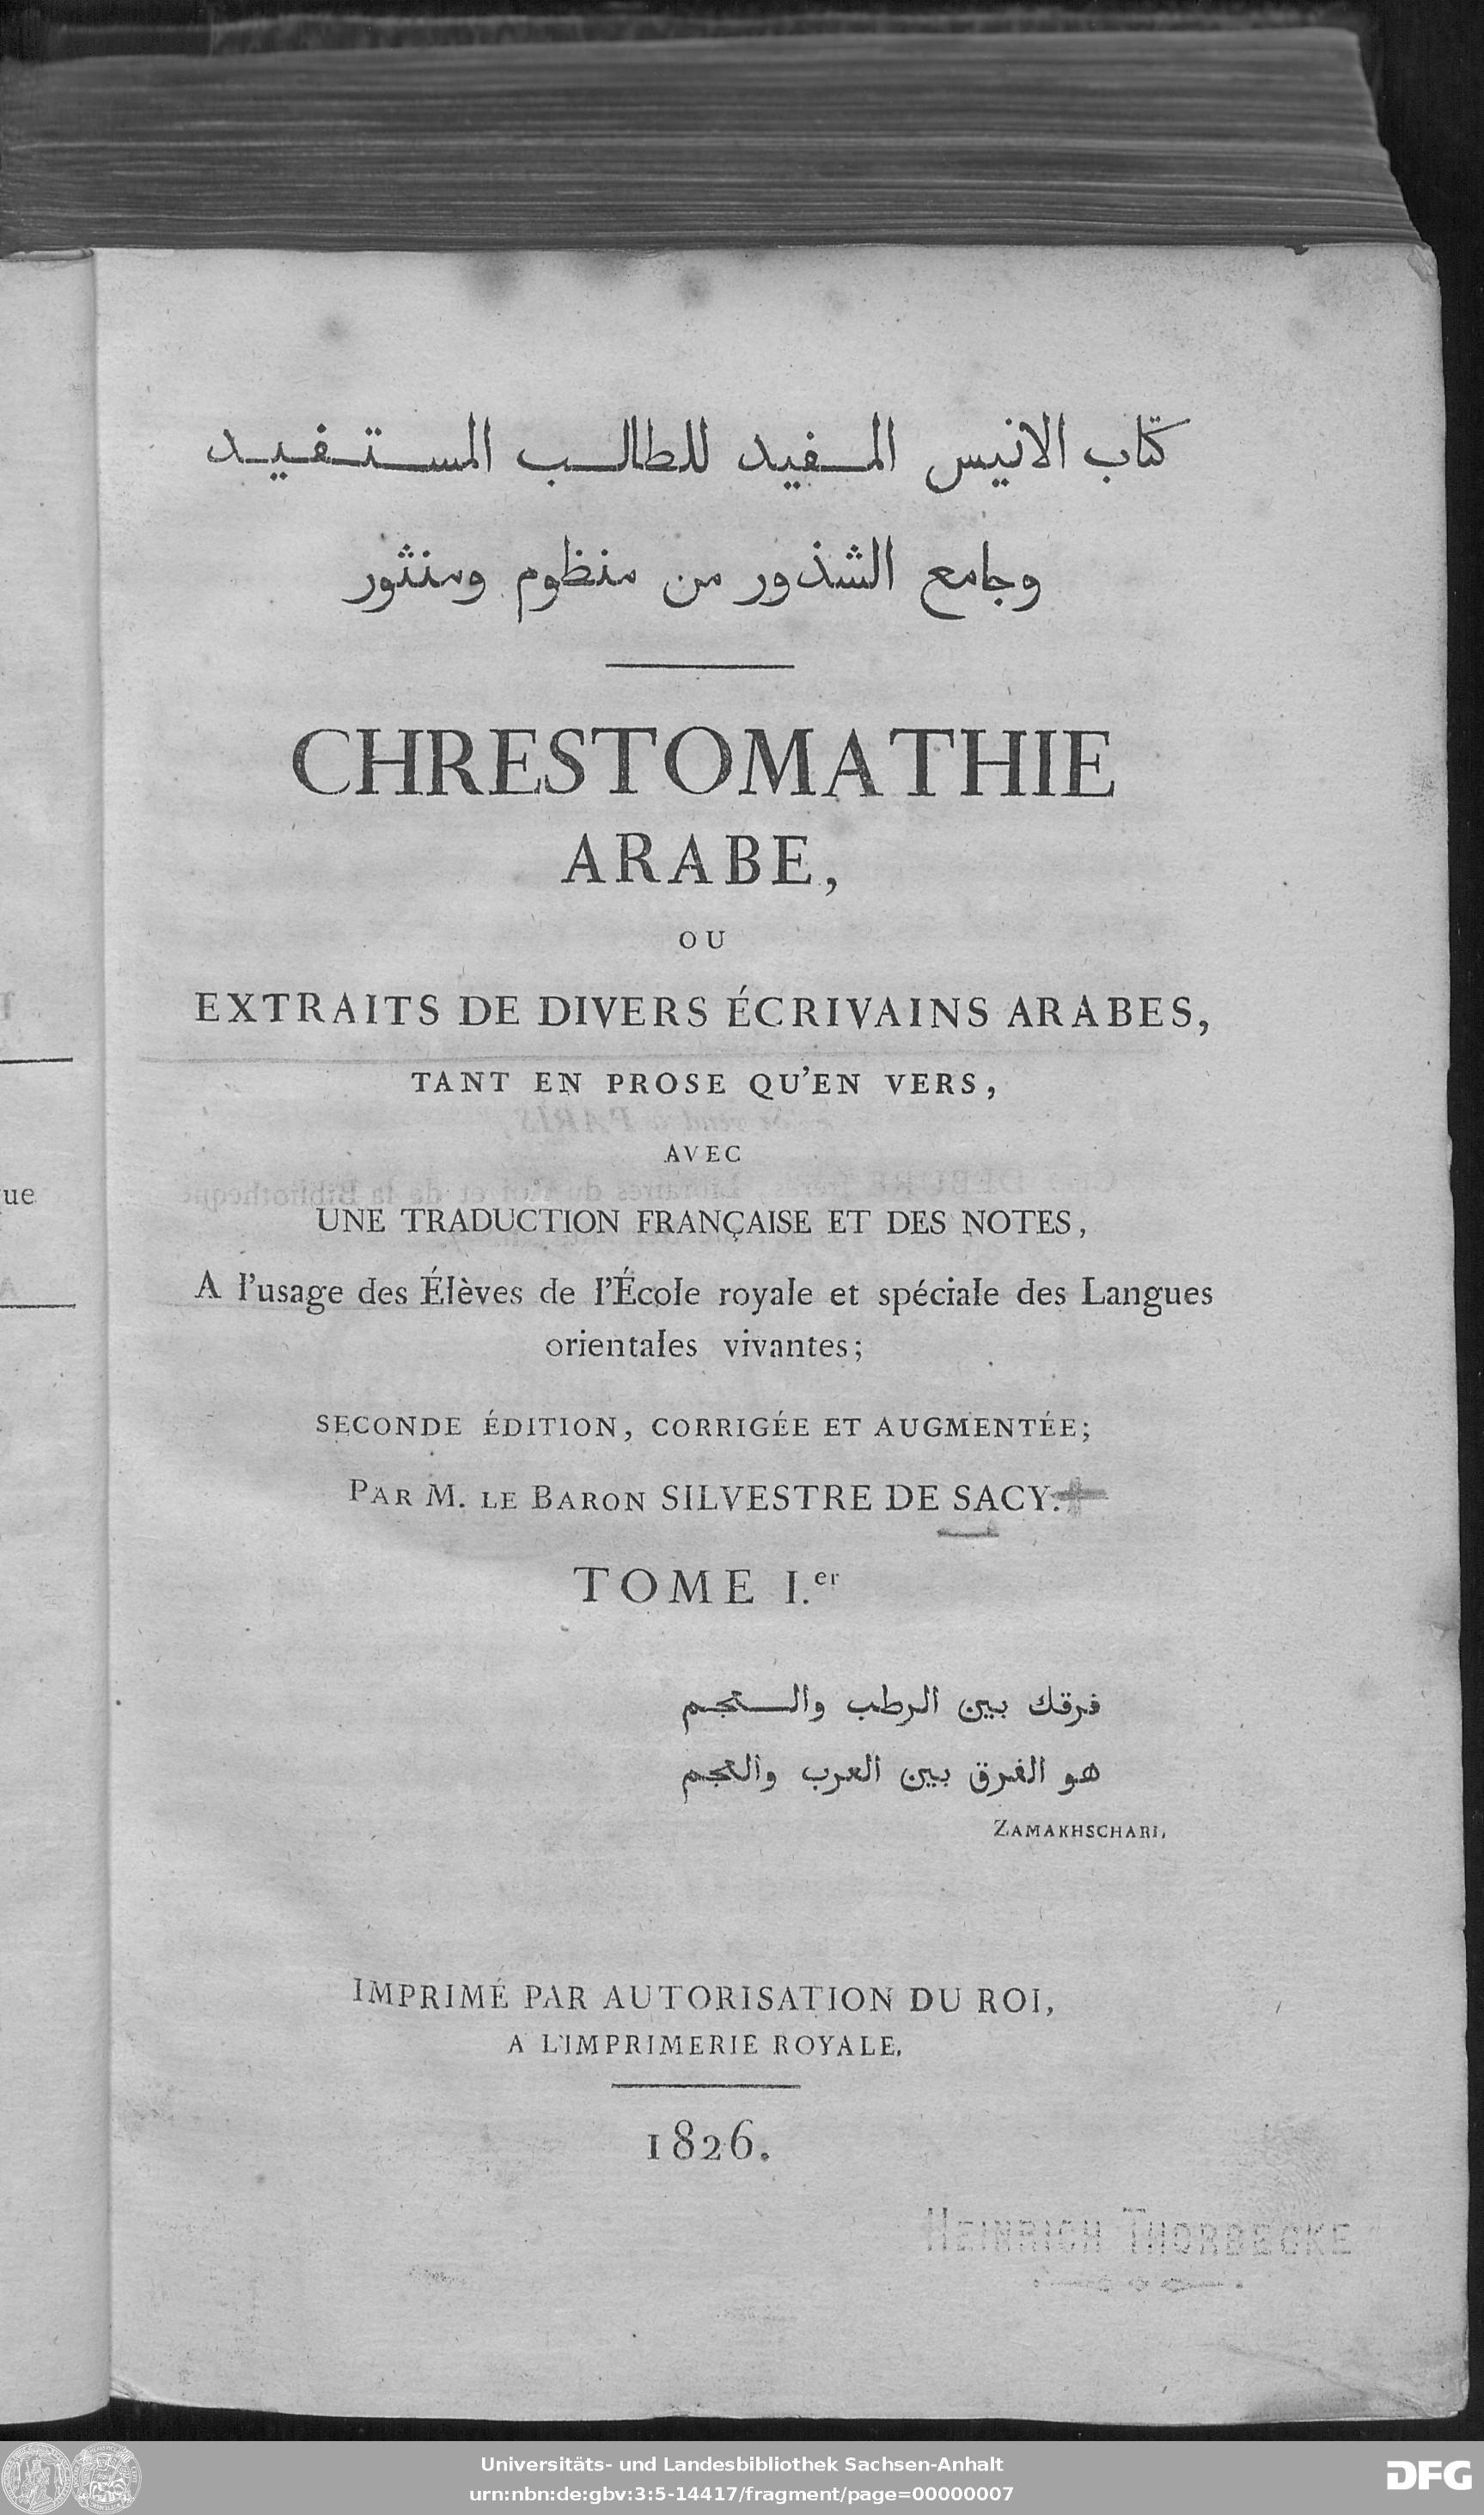 كتاب الانيس المفيد للطالب المستفيد
وجامع الشذور من منظوم ومنثور
CHRESTOMATHIE
ARABE,
OU
EXTRAITS DE DIVERS ÉCRIVAINS ARABES,
TANT EN PROSE QU'EN VERS,
AVEC
UNE TRADUCTION FRANÇAISE ET DES NOTES,
A l'usage des Élèves de l'École royale et spéciale des Langues
orientales vivantes;
SECONDE ÉDITION, CORRIGÉE ET AUGMENTÉE;
PAR M. LE BARON SILVESTRE DE SACY.
TOME I.er
فرقك بين الرطب والعجم
هو الفرق بين العرب والعجم
ZAMAKHSCHARI.
IMPRIMÉ PAR AUTORISATION DU ROI,
A L'IMPRIMERIE ROYALE.
1826.
HEINRICH THORBECKE
ue
Universitäts- und Landesbibliothek Sachsen-Anhalt
urn:nbn:de:gbv:3:5-14417/fragment/page=00000007
DFG